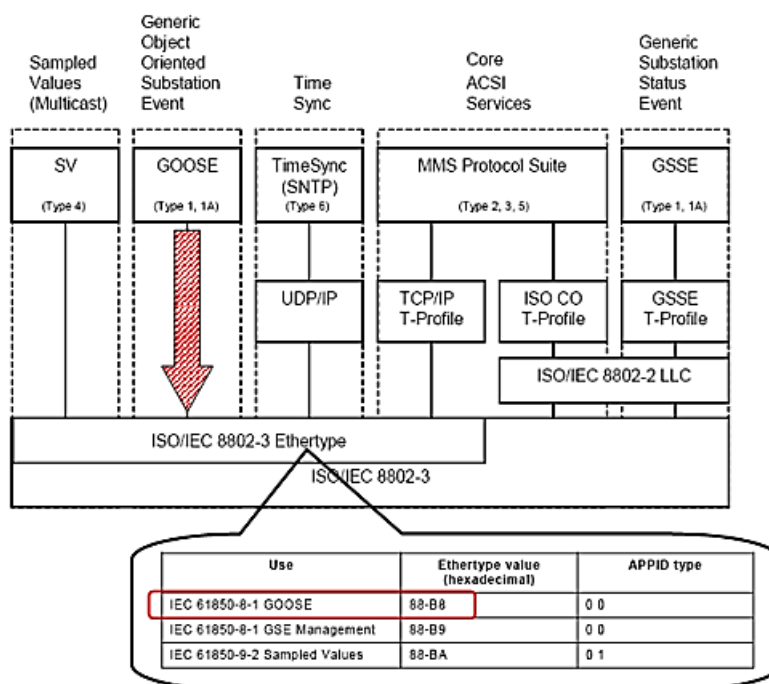 Sampled
Values
(Multicast)
Generic
Object
Oriented
Substation
Event
Time
Sync
Core
ACSI
Services
Generic
Substation
Status
Event
SV
(Type 4)
GOOSE
(Type 1, 1A)
TimeSync
(SNTP)
(Type 6)
MMS Protocol Suite
(Type 2, 3, 5)
GSSE
(Type 1, 1A)
UDP/IP
TCP/IP
T-Profile
ISO CO
T-Profile
GSSE
T-Profile
ISO/IEC 8802-2 LLC
ISO/IEC 8802-3 Ethertype
ISO/IEC 8802-3
Use
Ethertype value
(hexadecimal)
APPID type
IEC 61850-8-1 GOOSE
88-B8
0 0
IEC 61850-8-1 GSE Management
88-B9
0 0
IEC 61850-9-2 Sampled Values
88-BA
0 1